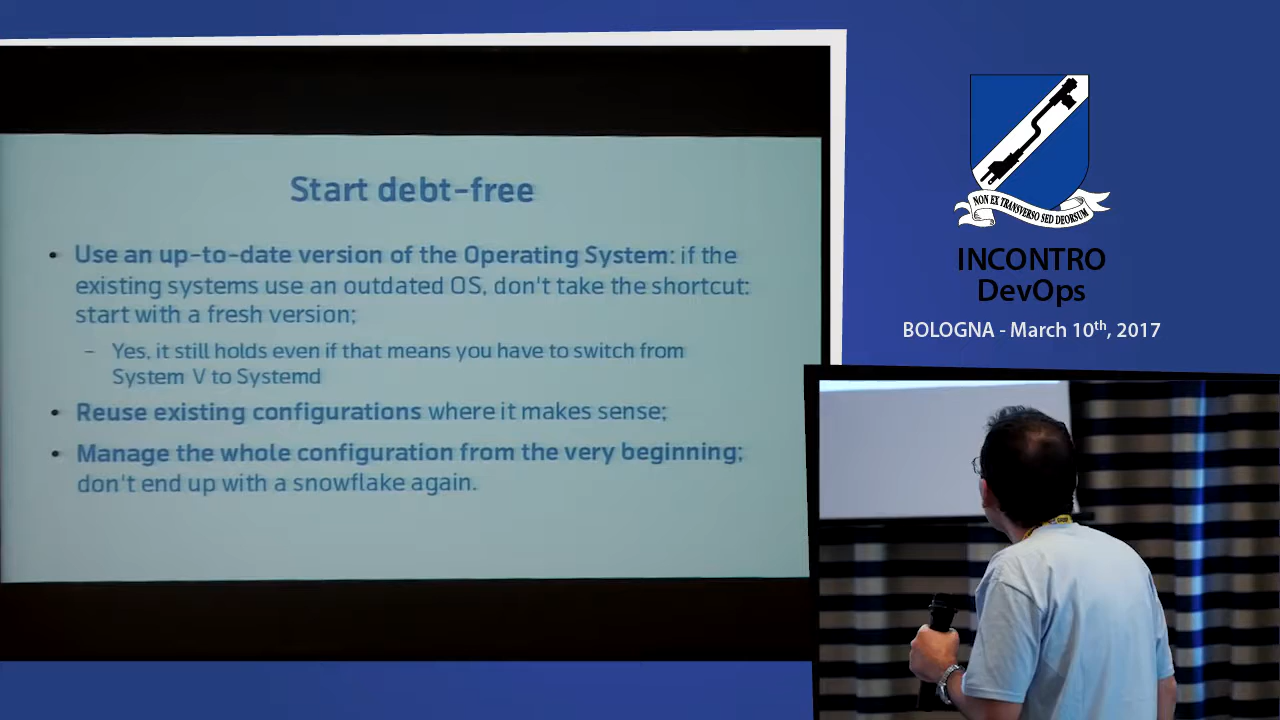 Start debt-free
• Use an up-to-date version of the Operating System: if the
existing systems use an outdated OS, don't take the shortcut:
start with a fresh version;
– Yes, it still holds even if that means you have to switch from
System V to Systemd
• Reuse existing configurations where it makes sense;
• Manage the whole configuration from the very beginning;
don't end up with a snowflake again.
NON EX TRANSVERSO SED DEORSUM
INCONTRO
DevOps
BOLOGNA - March 10th, 2017